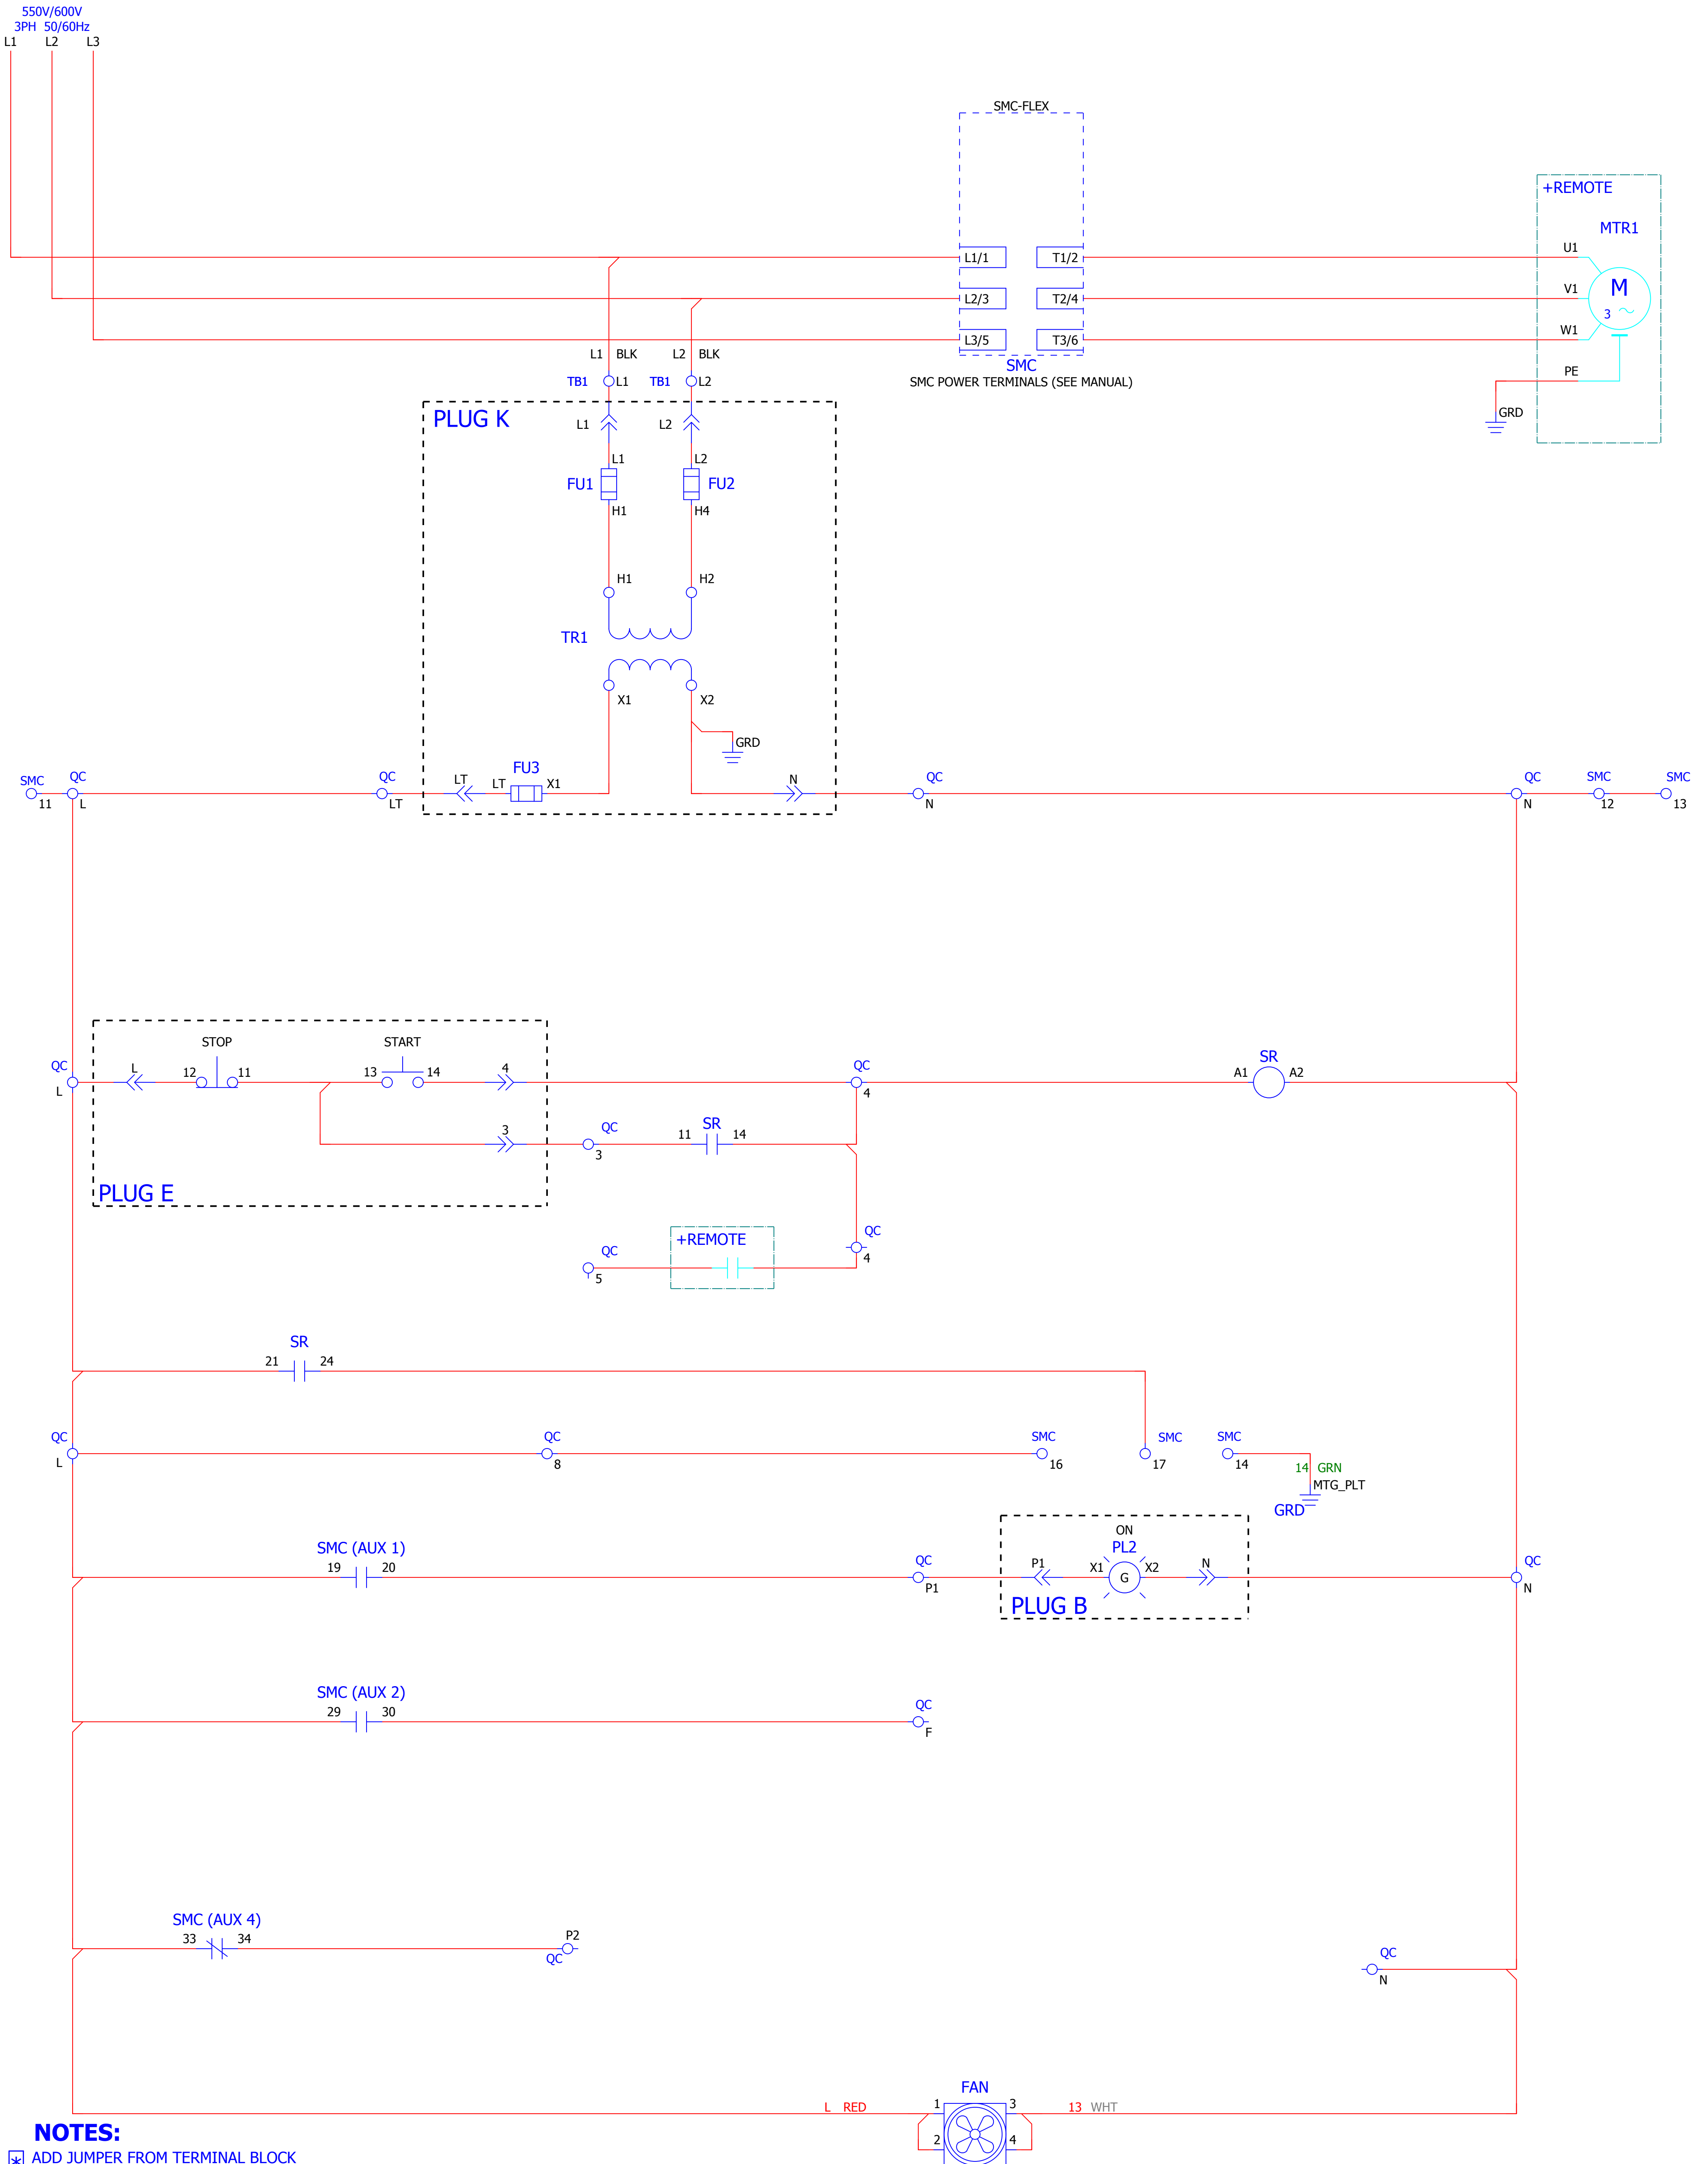 550V/600V
3PH 50/60Hz
L1 L2 L3
SMC-FLEX
+REMOTE
MTR1
U1
L1/1 T1/2
M
3
V1
L2/3 T2/4
W1
L3/5 T3/6
L1 BLK L2 BLK
SMC
SMC POWER TERMINALS (SEE MANUAL)
PE
TB1 L1 TB1 L2
GRD
PLUG K
L1 L2
L1 L2
FU1 FU2
H1 H4
H1 H2
TR1
X1 X2
GRD
FU3
SMC QC QC LT LT X1 N QC QC SMC SMC
11 L LT N N 12 13
STOP START
QC L 12 11 13 14 4 QC SR
A1 A2
L 4
3 QC SR
11 14
3
PLUG E
+REMOTE
QC QC
5 4
SR
21 24
QC QC SMC SMC SMC
L 8 16 17 14
14 GRN
MTG_PLT
GRD
ON
SMC (AUX 1) PL2
19 20 QC P1 X1 G X2 N QC
P1 N
PLUG B
SMC (AUX 2)
29 30 QC
F
SMC (AUX 4)
33 34 P2
QC
QC
N
FAN
L RED 1 3 13 WHT
2 4
NOTES:
* ADD JUMPER FROM TERMINAL BLOCK